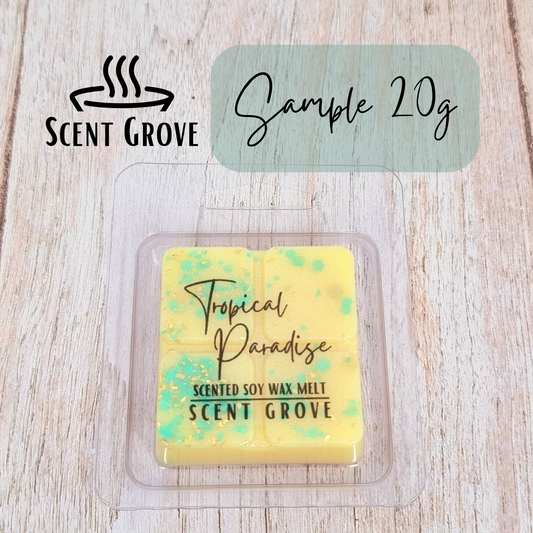 SCENT GROVE
Sample 20g
Tropical
Paradise
SCENTED SOY WAX MELT
SCENT GROVE